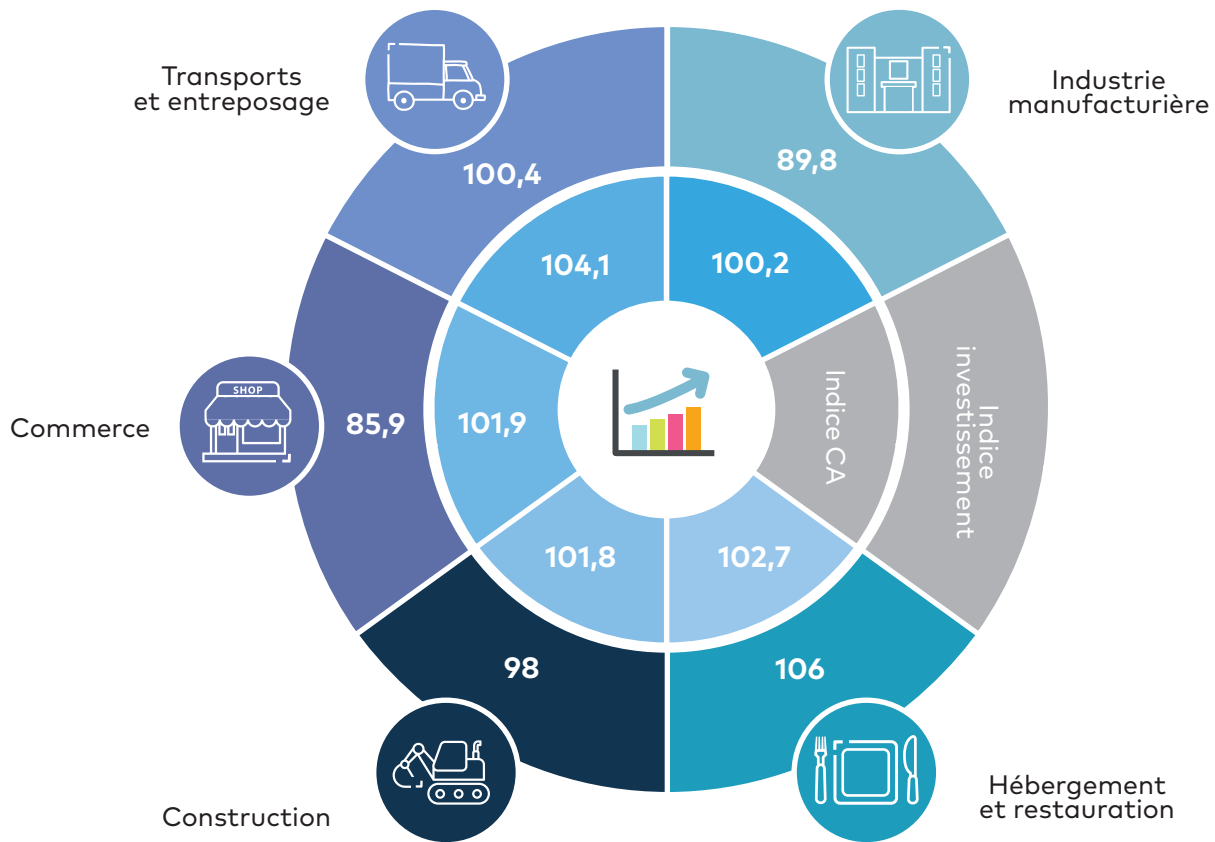 Transports
et entreposage
Industrie
manufacturière
100,4
89,8
104,1
100,2
SHOP
Commerce
85,9
101,9
Indice CA
Indice
investissement
101,8
102,7
98
106
Construction
Hébergement
et restauration